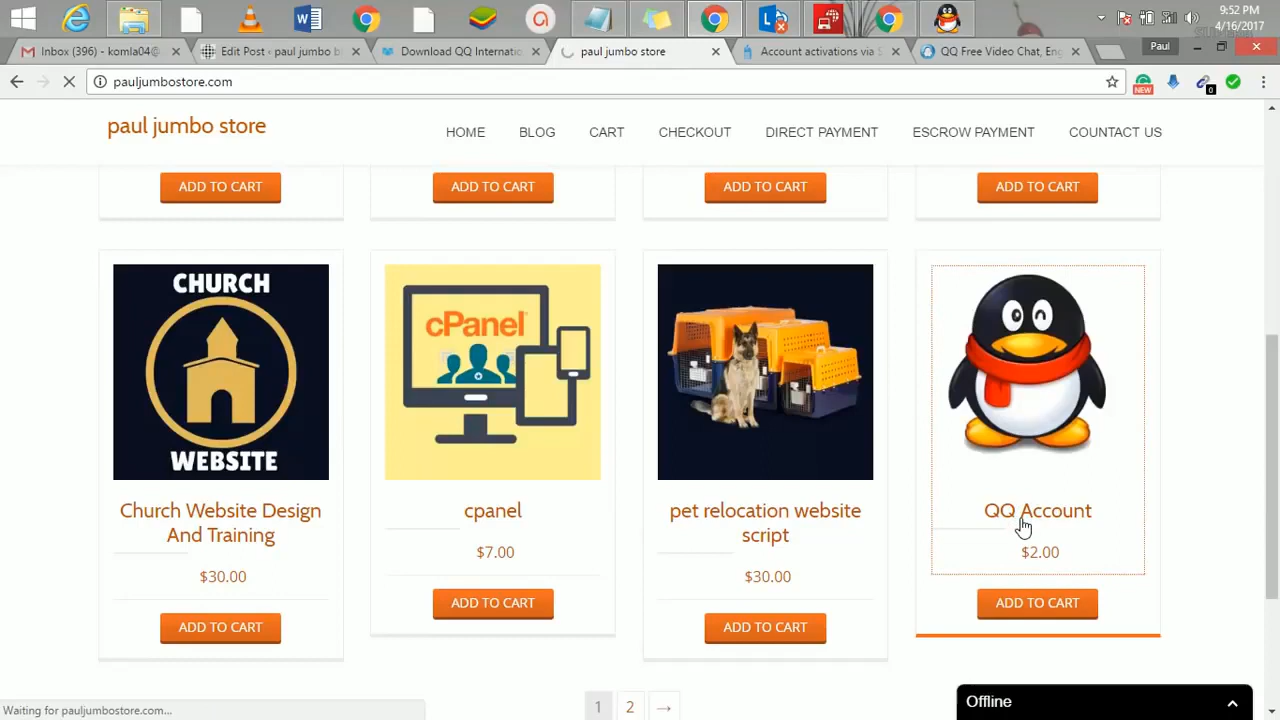 9:52 PM
4/16/2017
Inbox (396) - komla04@
Edit Post ‹ paul jumbo b
Download QQ Internatio
paul jumbo store
Account activations via S
QQ Free Video Chat, Eng
Paul
pauljumbostore.com
NEW
0
paul jumbo store
HOME
BLOG
CART
CHECKOUT
DIRECT PAYMENT
ESCROW PAYMENT
COUNTACT US
ADD TO CART
ADD TO CART
ADD TO CART
ADD TO CART
CHURCH
WEBSITE
Church Website Design
And Training
$30.00
ADD TO CART
cPanel
cpanel
$7.00
ADD TO CART
pet relocation website
script
$30.00
ADD TO CART
QQ Account
$2.00
ADD TO CART
1 2 →
Waiting for pauljumbostore.com...
Offline